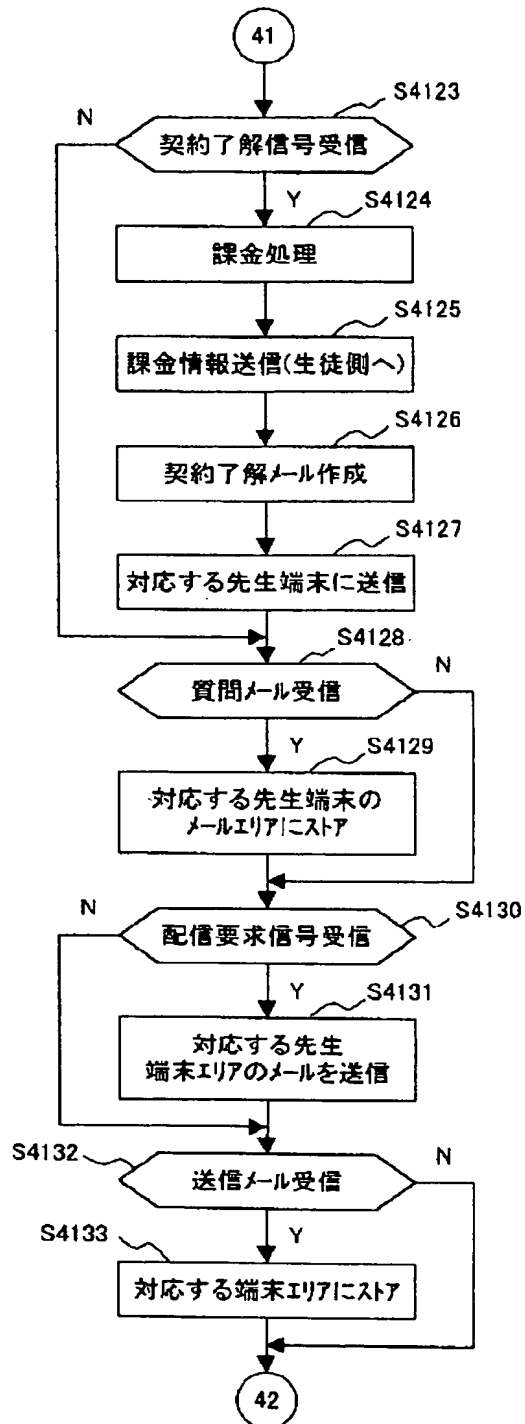 41
S4123
N
契約了解信号受信
Y
S4124
課金処理
S4125
課金情報送信(生徒側へ)
S4126
契約了解メール作成
S4127
対応する先生端末に送信
S4128
N
質問メール受信
Y
S4129
対応する先生端末の
メールエリアにストア
N
S4130
配信要求信号受信
Y
S4131
対応する先生
端末エリアのメールを送信
S4132
N
送信メール受信
Y
S4133
対応する端末エリアにストア
42